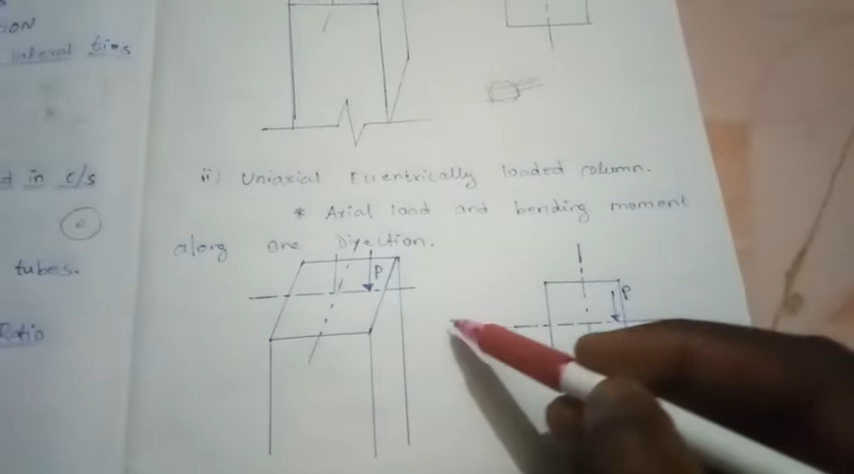 ION
lateral ties
d in c/s
tubes.
Ratio
ii) Uniaxial Eccentrically loaded column.
* Axial load and bending moment
along one Direction.
P
P